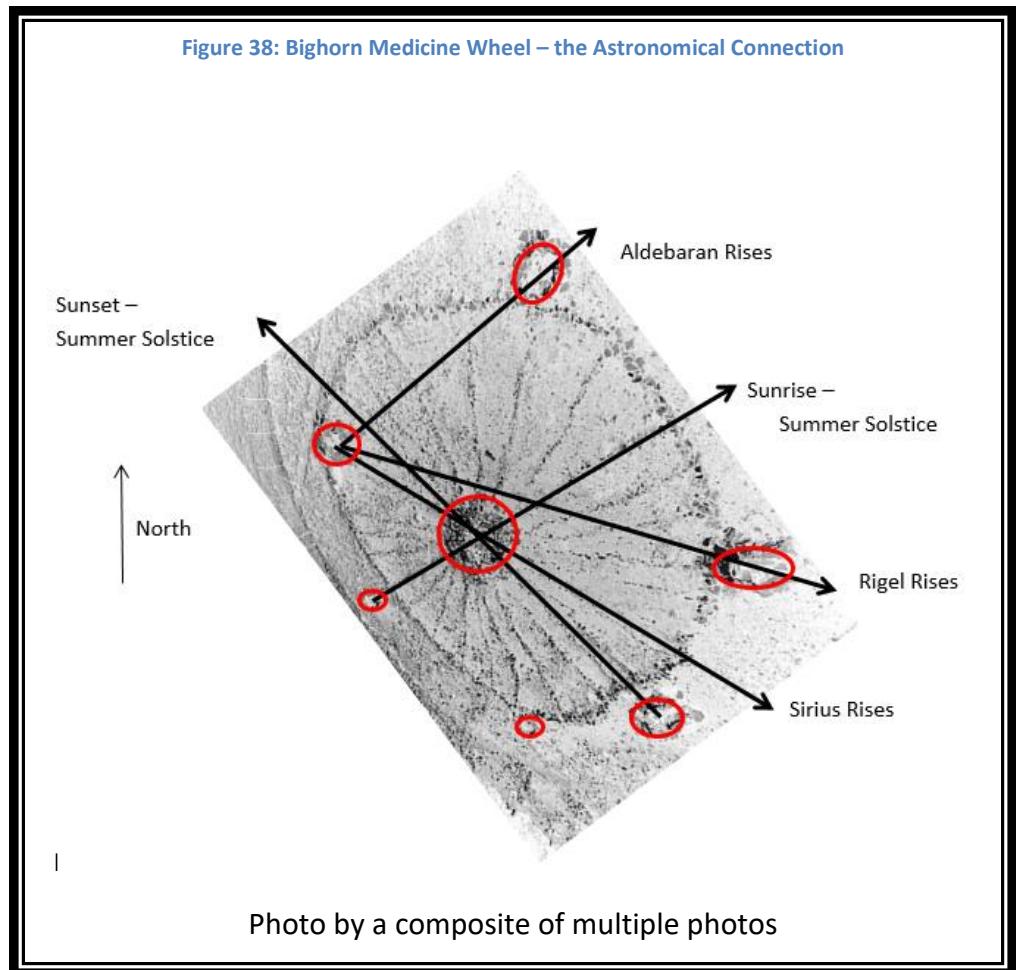 Figure 38: Bighorn Medicine Wheel – the Astronomical Connection
Aldebaran Rises
Sunset –
Summer Solstice
Sunrise –
Summer Solstice
North
Rigel Rises
Sirius Rises
|
Photo by a composite of multiple photos